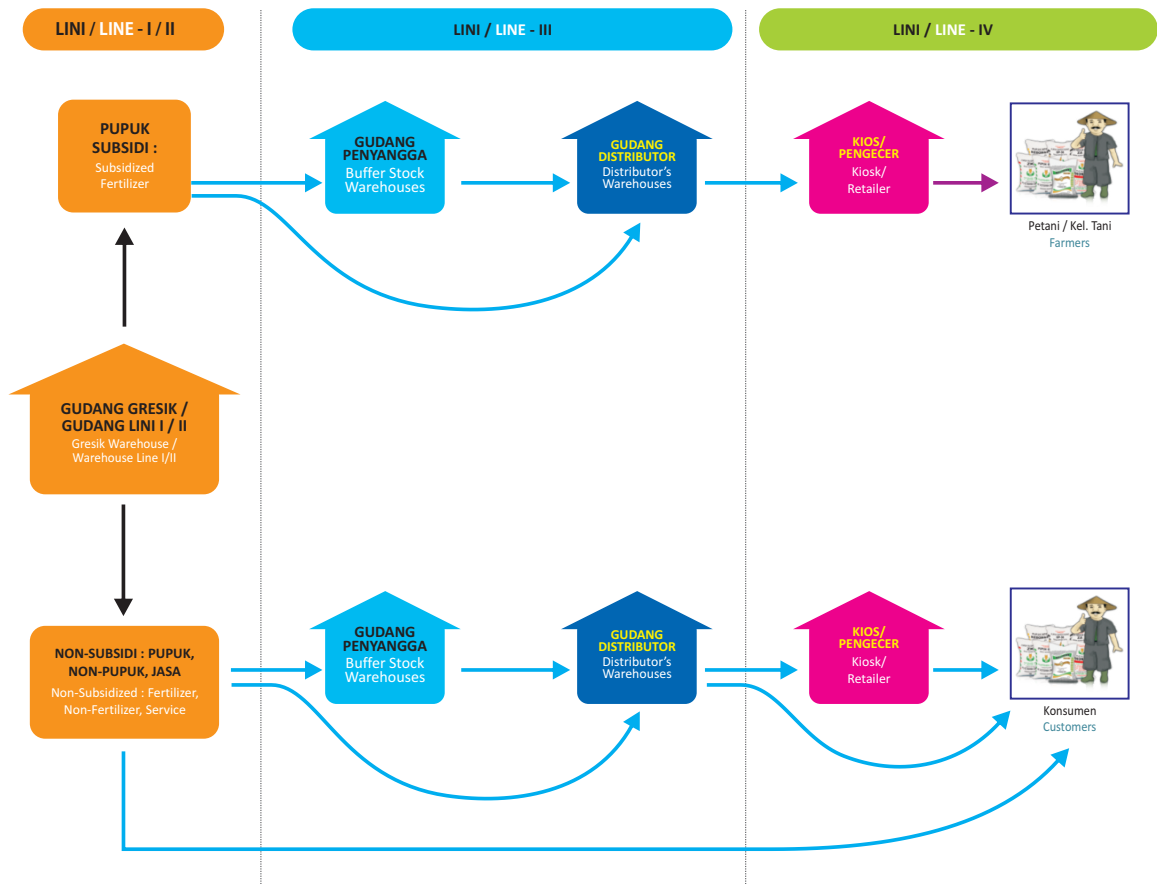 LINI / LINE - I / II
LINI / LINE - III
LINI / LINE - IV
PUPUK
SUBSIDI :
Subsidized
Fertilizer
GUDANG
PENYANGGA
Buffer Stock
Warehouses
GUDANG
DISTRIBUTOR
Distributor's
Warehouses
KIOS/
PENGECER
Kiosk/
Retailer
Petani / Kel. Tani
Farmers
GUDANG GRESIK /
GUDANG LINI I / II
Gresik Warehouse /
Warehouse Line I/II
NON-SUBSIDI : PUPUK,
NON-PUPUK, JASA
Non-Subsidized : Fertilizer,
Non-Fertilizer, Service
GUDANG
PENYANGGA
Buffer Stock
Warehouses
GUDANG
DISTRIBUTOR
Distributor's
Warehouses
KIOS/
PENGECER
Kiosk/
Retailer
Konsumen
Customers